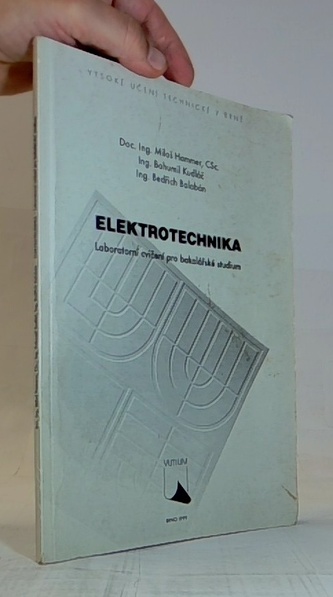 VYSOKÉ UČENÍ TECHNICKÉ V BRNĚ
Doc. Ing. Miloš Hammer, CSc.
Ing. Bohumil Kudláč
Ing. Bedřich Balabán
ELEKTROTECHNIKA
Laboratorní cvičení pro bakalářské studium
VUTIUM
BRNO